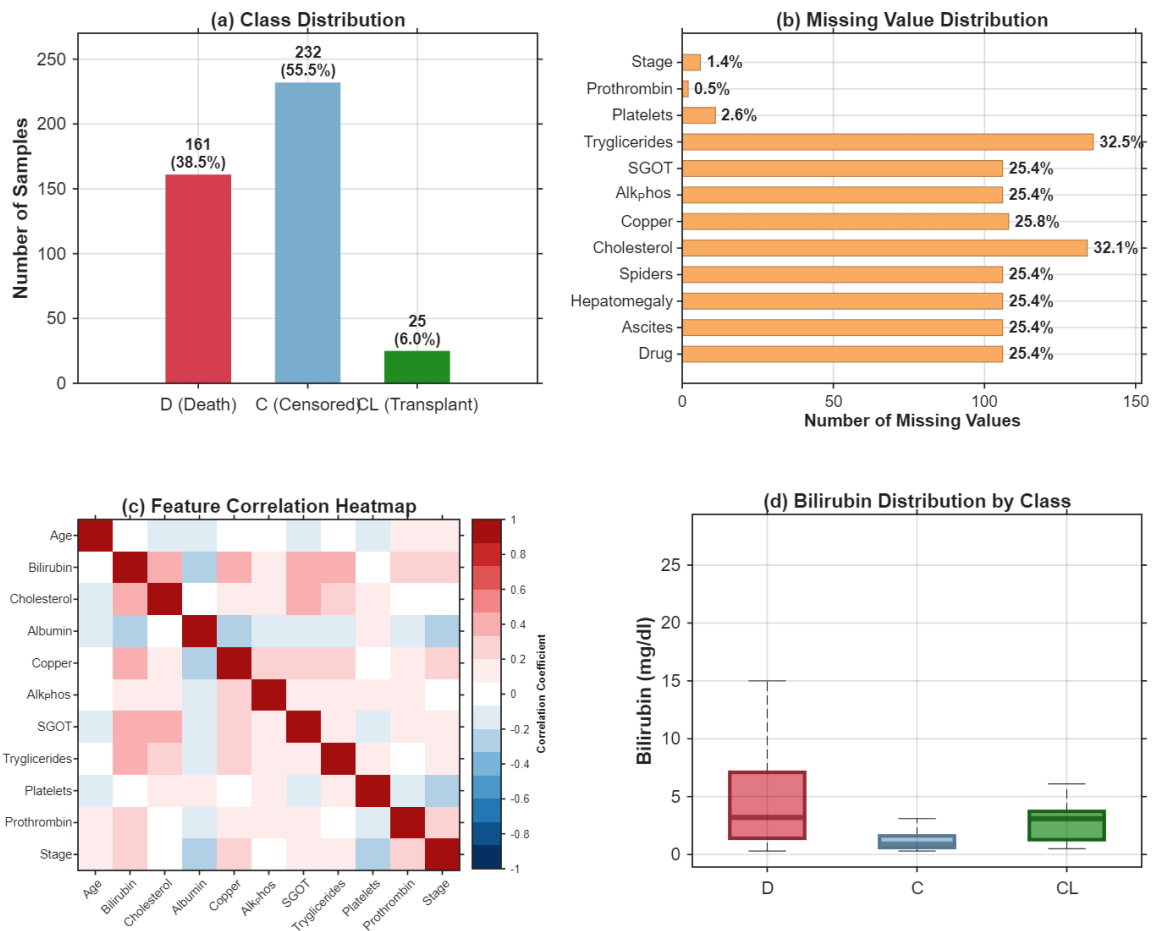 (a) Class Distribution
Number of Samples
250
200
150
100
50
0
161
(38.5%)
232
(55.5%)
25
(6.0%)
D (Death)
C (Censored)
CL (Transplant)
(b) Missing Value Distribution
Stage
1.4%
Prothrombin
0.5%
Platelets
2.6%
Tryglicerides
32.5%
SGOT
25.4%
AlkPhos
25.4%
Copper
25.8%
Cholesterol
32.1%
Spiders
25.4%
Hepatomegaly
25.4%
Ascites
25.4%
Drug
25.4%
0
50
100
150
Number of Missing Values
(c) Feature Correlation Heatmap
Age
Bilirubin
Cholesterol
Albumin
Copper
Alkphos
SGOT
Tryglicerides
Platelets
Prothrombin
Stage
Age
Bilirubin
Cholesterol
Albumin
Copper
Alkphos
SGOT
Tryglicerides
Platelets
Prothrombin
Stage
1
0.8
0.6
0.4
0.2
0
-0.2
-0.4
-0.6
-0.8
-1
Correlation Coefficient
(d) Bilirubin Distribution by Class
Bilirubin (mg/dl)
25
20
15
10
5
0
D
C
CL